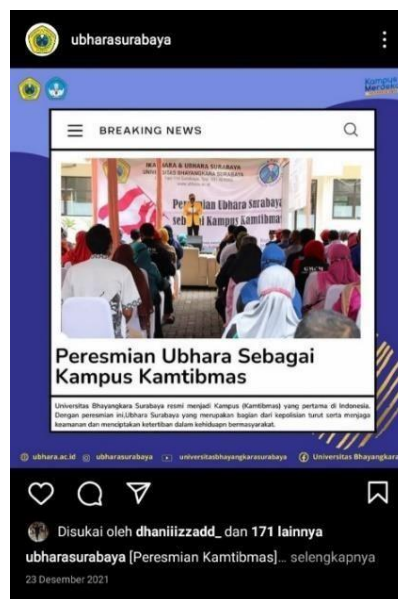 ubharasurabaya
Kampus
Merdeka
BREAKING NEWS
IKA UBHARA & UBHARA SURABAYA
UNIVERSITAS BHAYANGKARA SURABAYA
Peresmian Ubhara Surabaya
sebagai Kampus Kamtibmas
Peresmian Ubhara Sebagai
Kampus Kamtibmas
Universitas Bhayangkara Surabaya resmi menjadi Kampus (Kamtibmas) yang pertama di Indonesia.
Dengan peresmian ini,Ubhara Surabaya yang merupakan bagian dari kepolisian turut serta menjaga
keamanan dan menciptakan ketertiban dalam kehiduapn bermasyarakat.
ubhara.ac.id ubharasurabaya universitasbhayangkarasurabaya Universitas Bhayangkara
Disukai oleh dhaniiizzadd_ dan 171 lainnya
ubharasurabaya [Peresmian Kamtibmas]... selengkapnya
23 Desember 2021